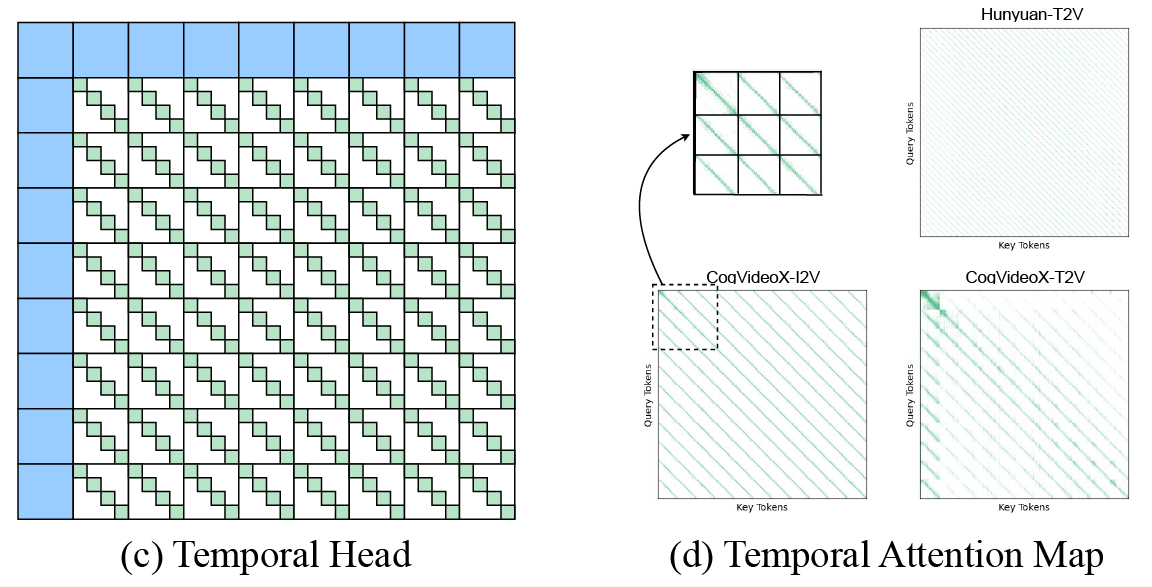 Hunyuan-T2V
Query Tokens
Key Tokens
CogVideoX-I2V
Query Tokens
Key Tokens
CogVideoX-T2V
Query Tokens
Key Tokens
(c) Temporal Head
(d) Temporal Attention Map